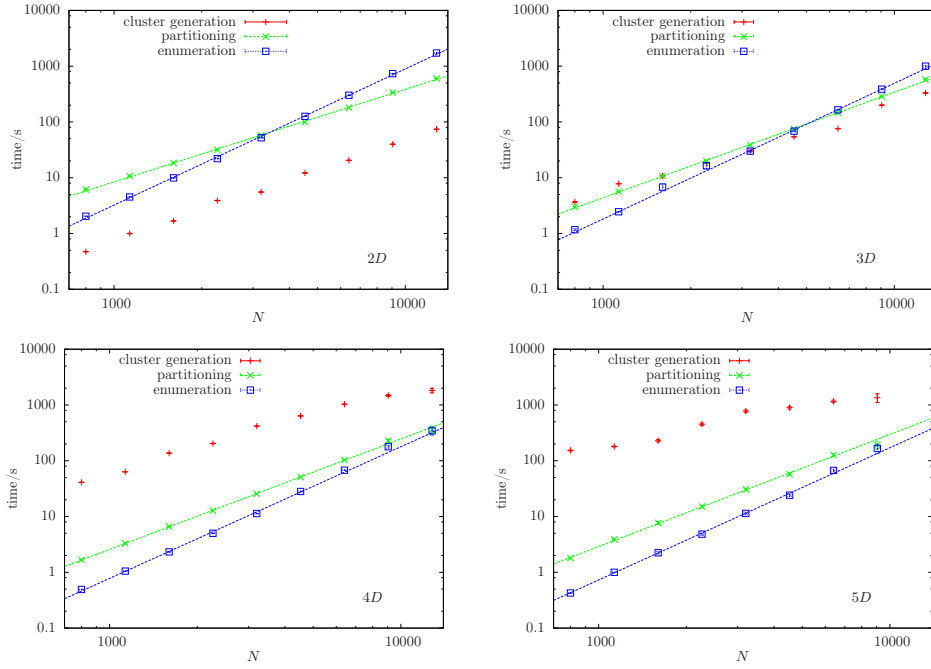 10000
1000
100
10
1
0.1
time/s
cluster generation
partitioning
enumeration
2D
1000
10000
N
10000
1000
100
10
1
0.1
time/s
cluster generation
partitioning
enumeration
3D
1000
10000
N
10000
1000
100
10
1
0.1
time/s
cluster generation
partitioning
enumeration
4D
1000
10000
N
10000
1000
100
10
1
0.1
time/s
cluster generation
partitioning
enumeration
5D
1000
10000
N